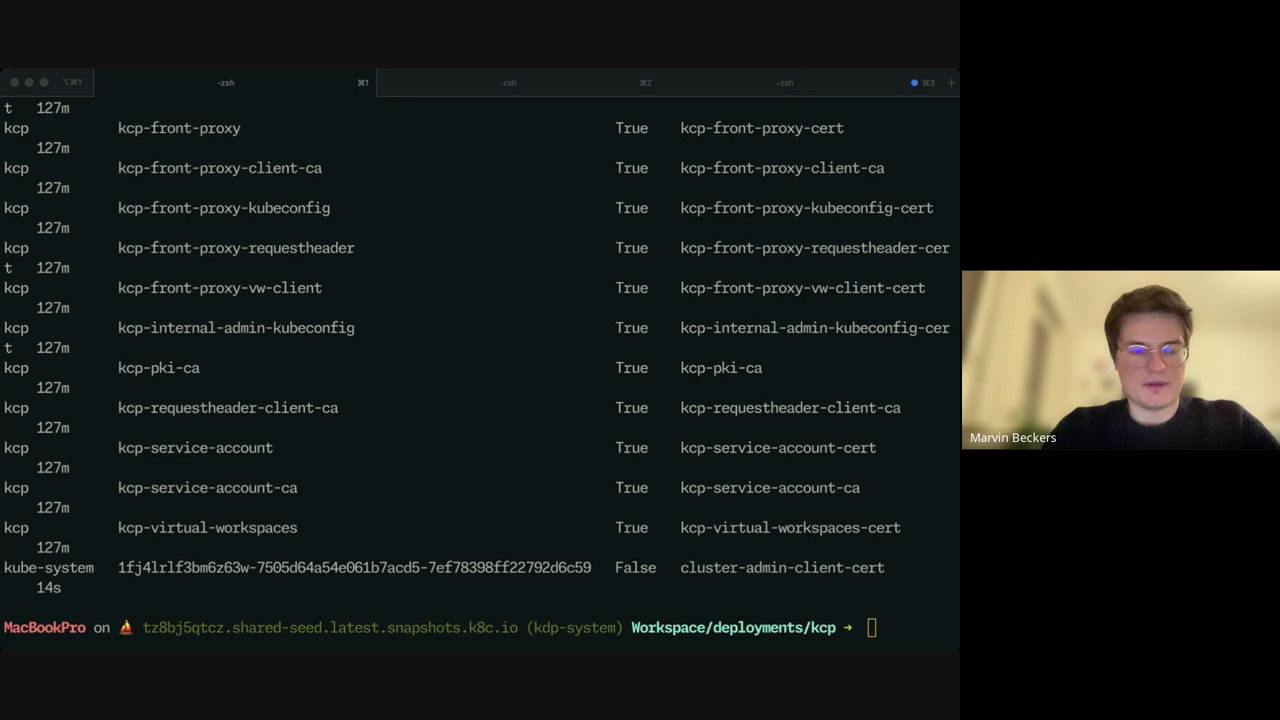 ⌥⌘1 -zsh ⌘1 -zsh ⌘2 -zsh ⌘3 +
t 127m
kcp kcp-front-proxy True kcp-front-proxy-cert
127m
kcp kcp-front-proxy-client-ca True kcp-front-proxy-client-ca
127m
kcp kcp-front-proxy-kubeconfig True kcp-front-proxy-kubeconfig-cert
127m
kcp kcp-front-proxy-requestheader True kcp-front-proxy-requestheader-cer
t 127m
kcp kcp-front-proxy-vw-client True kcp-front-proxy-vw-client-cert
127m
kcp kcp-internal-admin-kubeconfig True kcp-internal-admin-kubeconfig-cer
t 127m
kcp kcp-pki-ca True kcp-pki-ca
127m
kcp kcp-requestheader-client-ca True kcp-requestheader-client-ca
127m
kcp kcp-service-account True kcp-service-account-cert
127m
kcp kcp-service-account-ca True kcp-service-account-ca
127m
kcp kcp-virtual-workspaces True kcp-virtual-workspaces-cert
127m
kube-system 1fj4lrlf3bm6z63w-7505d64a54e061b7acd5-7ef78398ff22792d6c59 False cluster-admin-client-cert
14s
MacBookPro on ⛵ tz8bj5qtcz.shared-seed.latest.snapshots.k8c.io (kdp-system) Workspace/deployments/kcp →
Marvin Beckers